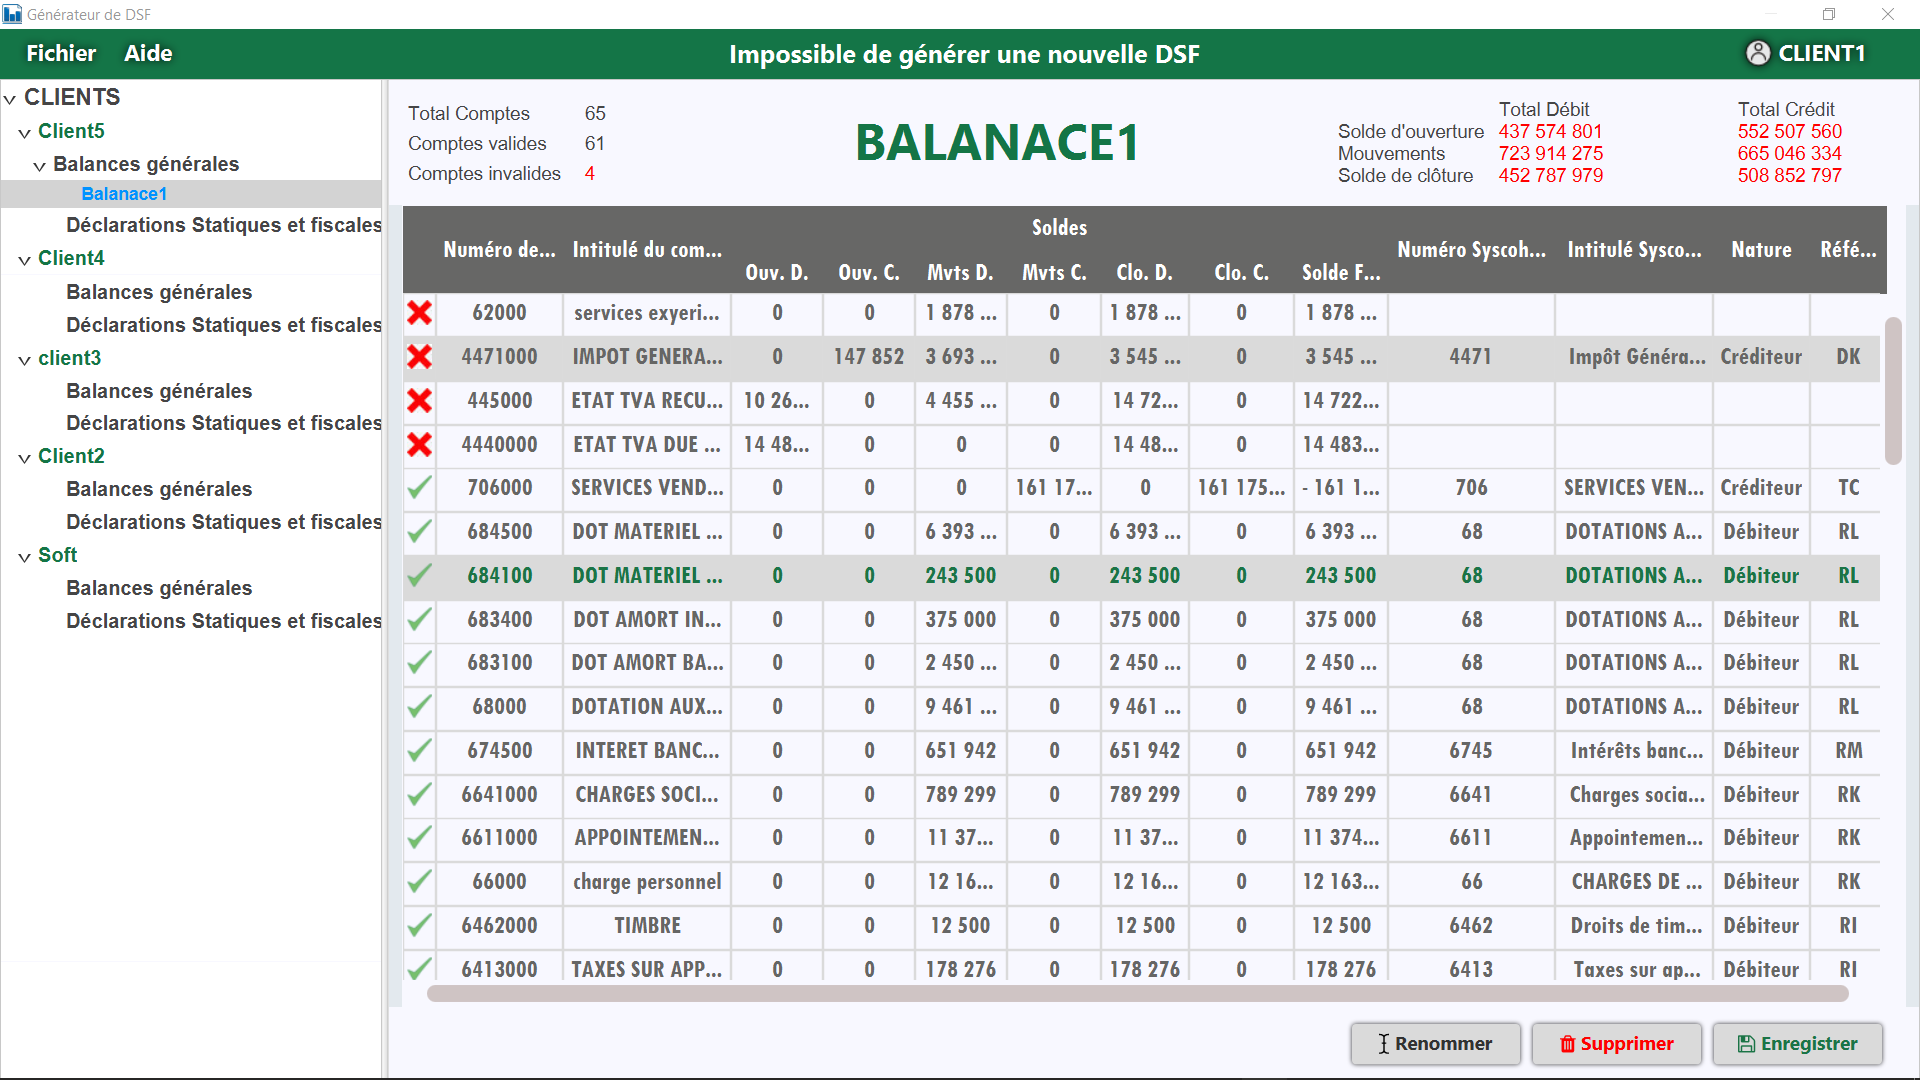 Générateur de DSF
Fichier Aide Impossible de générer une nouvelle DSF CLIENT1
CLIENTS
Client5
Balances générales
Balanace1
Déclarations Statiques et fiscales
Client4
Balances générales
Déclarations Statiques et fiscales
client3
Balances générales
Déclarations Statiques et fiscales
Client2
Balances générales
Déclarations Statiques et fiscales
Soft
Balances générales
Déclarations Statiques et fiscales
Total Comptes 65
Comptes valides 61
Comptes invalides 4
BALANACE1
Total Débit Total Crédit
Solde d'ouverture 437 574 801 552 507 560
Mouvements 723 914 275 665 046 334
Solde de clôture 452 787 979 508 852 797
Soldes
Numéro de... Intitulé du com... Numéro Syscoh... Intitulé Sysco... Nature Réfé...
Ouv. D. Ouv. C. Mvts D. Mvts C. Clo. D. Clo. C. Solde F...
62000 services exyeri... 0 0 1 878 ... 0 1 878 ... 0 1 878 ...
4471000 IMPOT GENERA... 0 147 852 3 693 ... 0 3 545 ... 0 3 545 ... 4471 Impôt Généra... Créditeur DK
445000 ETAT TVA RECU... 10 26... 0 4 455 ... 0 14 72... 0 14 722...
4440000 ETAT TVA DUE ... 14 48... 0 0 0 14 48... 0 14 483...
706000 SERVICES VEND... 0 0 0 161 17... 0 161 175... - 161 1... 706 SERVICES VEN... Créditeur TC
684500 DOT MATERIEL ... 0 0 6 393 ... 0 6 393 ... 0 6 393 ... 68 DOTATIONS A... Débiteur RL
684100 DOT MATERIEL ... 0 0 243 500 0 243 500 0 243 500 68 DOTATIONS A... Débiteur RL
683400 DOT AMORT IN... 0 0 375 000 0 375 000 0 375 000 68 DOTATIONS A... Débiteur RL
683100 DOT AMORT BA... 0 0 2 450 ... 0 2 450 ... 0 2 450 ... 68 DOTATIONS A... Débiteur RL
68000 DOTATION AUX... 0 0 9 461 ... 0 9 461 ... 0 9 461 ... 68 DOTATIONS A... Débiteur RL
674500 INTERET BANC... 0 0 651 942 0 651 942 0 651 942 6745 Intérêts banc... Débiteur RM
6641000 CHARGES SOCI... 0 0 789 299 0 789 299 0 789 299 6641 Charges socia... Débiteur RK
6611000 APPOINTEMEN... 0 0 11 37... 0 11 37... 0 11 374... 6611 Appointemen... Débiteur RK
66000 charge personnel 0 0 12 16... 0 12 16... 0 12 163... 66 CHARGES DE ... Débiteur RK
6462000 TIMBRE 0 0 12 500 0 12 500 0 12 500 6462 Droits de tim... Débiteur RI
6413000 TAXES SUR APP... 0 0 178 276 0 178 276 0 178 276 6413 Taxes sur ap... Débiteur RI
Renommer Supprimer Enregistrer